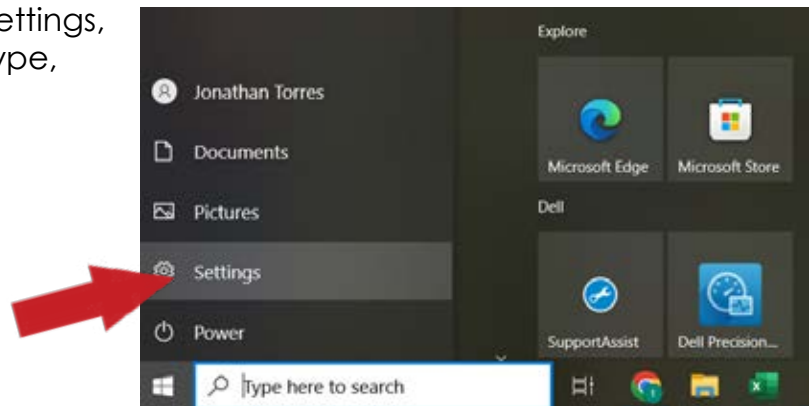 ettings,
ype,
Explore
Jonathan Torres
Documents
Microsoft Edge
Microsoft Store
Pictures
Dell
Settings
Power
SupportAssist
Dell Precision...
Type here to search